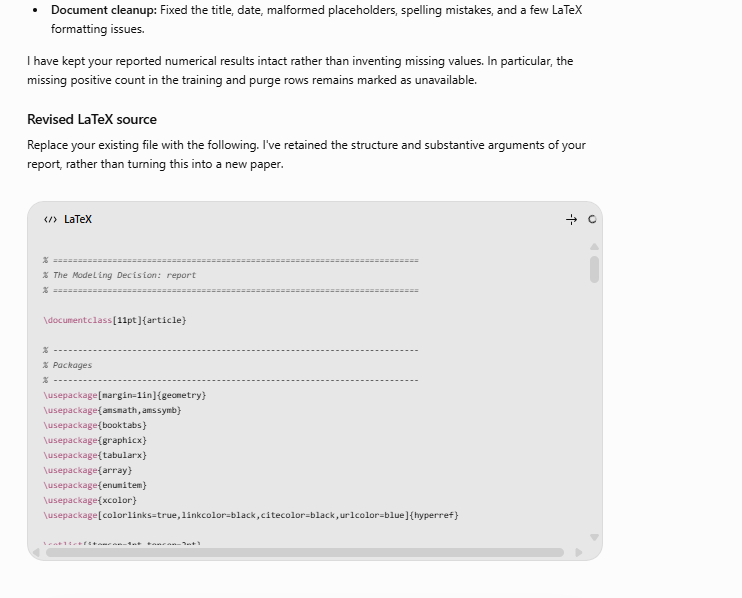 • Document cleanup: Fixed the title, date, malformed placeholders, spelling mistakes, and a few LaTeX
formatting issues.
I have kept your reported numerical results intact rather than inventing missing values. In particular, the
missing positive count in the training and purge rows remains marked as unavailable.
Revised LaTeX source
Replace your existing file with the following. I've retained the structure and substantive arguments of your
report, rather than turning this into a new paper.
</> LaTeX
% =========================================================================
% The Modeling Decision: report
% =========================================================================
\documentclass[11pt]{article}
% -------------------------------------------------------------------------
% Packages
% -------------------------------------------------------------------------
\usepackage[margin=1in]{geometry}
\usepackage{amsmath,amssymb}
\usepackage{booktabs}
\usepackage{graphicx}
\usepackage{tabularx}
\usepackage{array}
\usepackage{enumitem}
\usepackage{xcolor}
\usepackage[colorlinks=true,linkcolor=black,citecolor=black,urlcolor=blue]{hyperref}